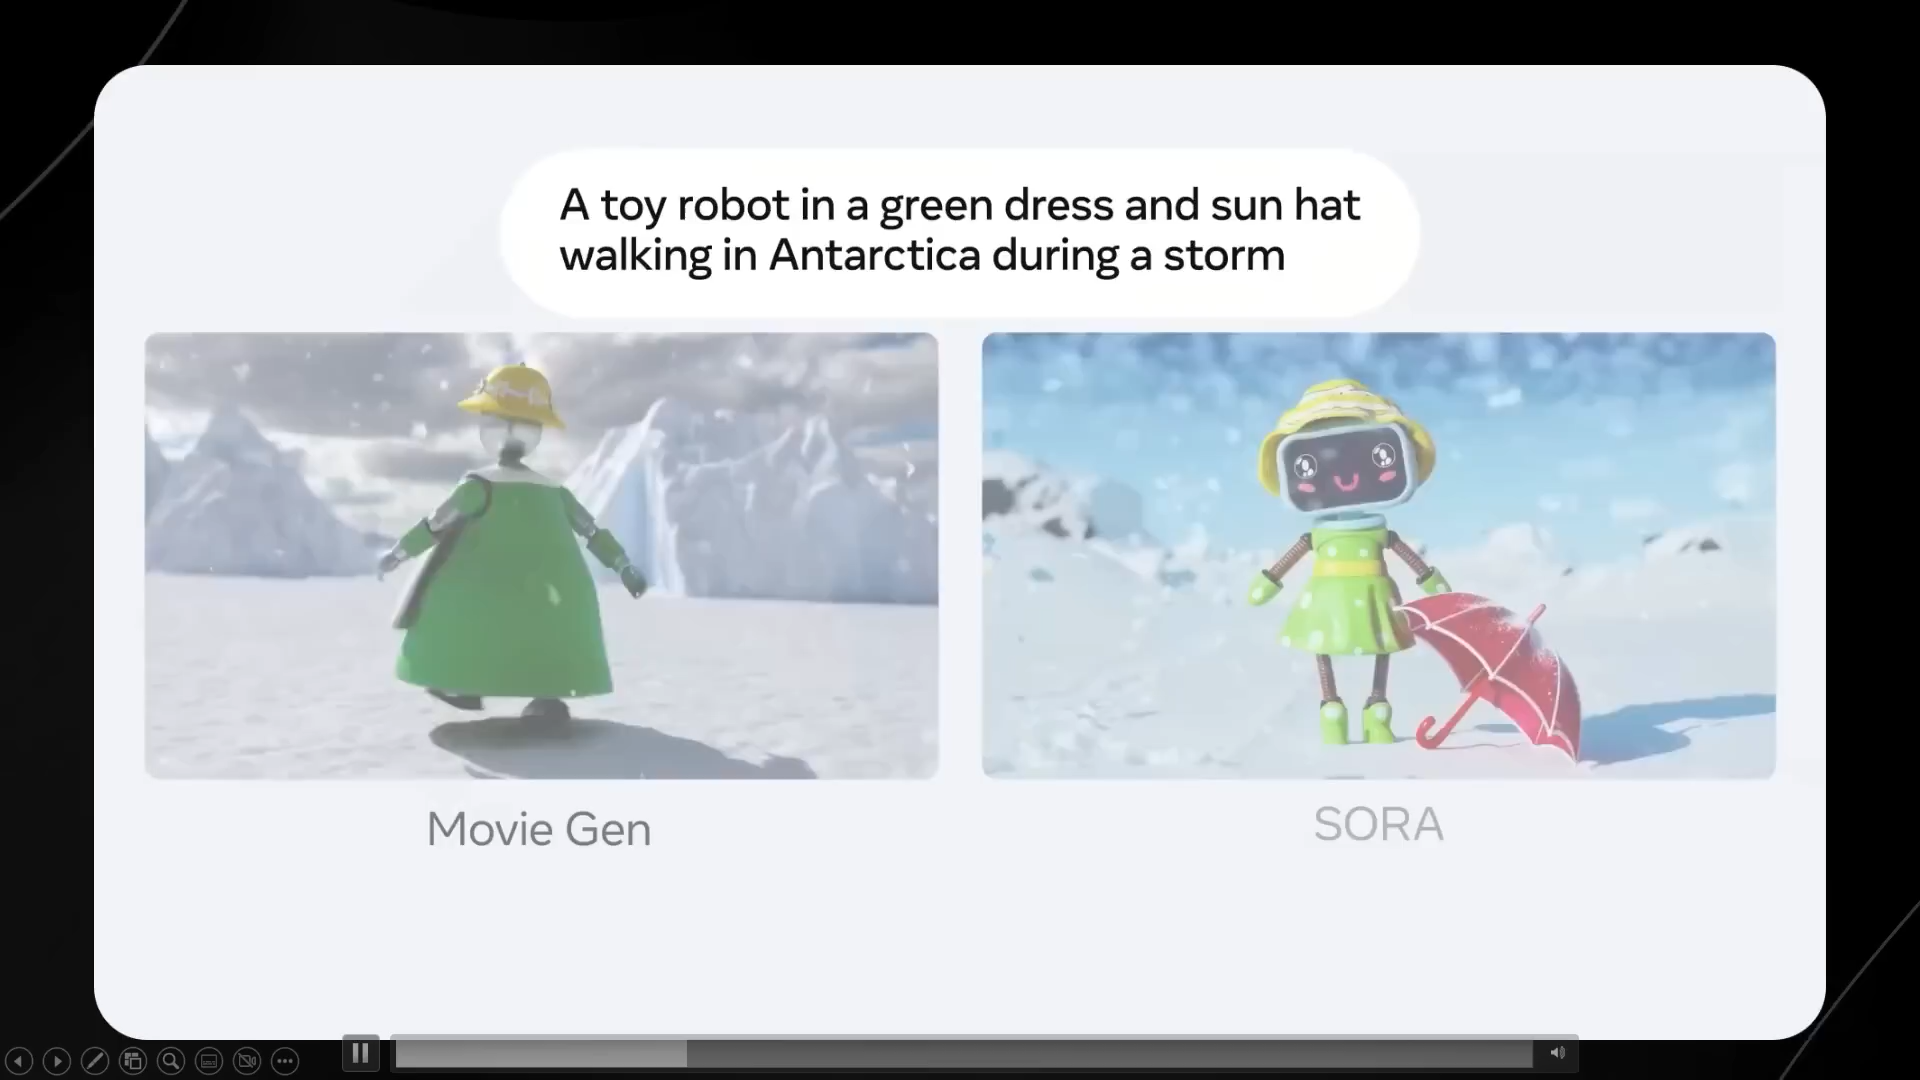 A toy robot in a green dress and sun hat
walking in Antarctica during a storm
Movie Gen
SORA